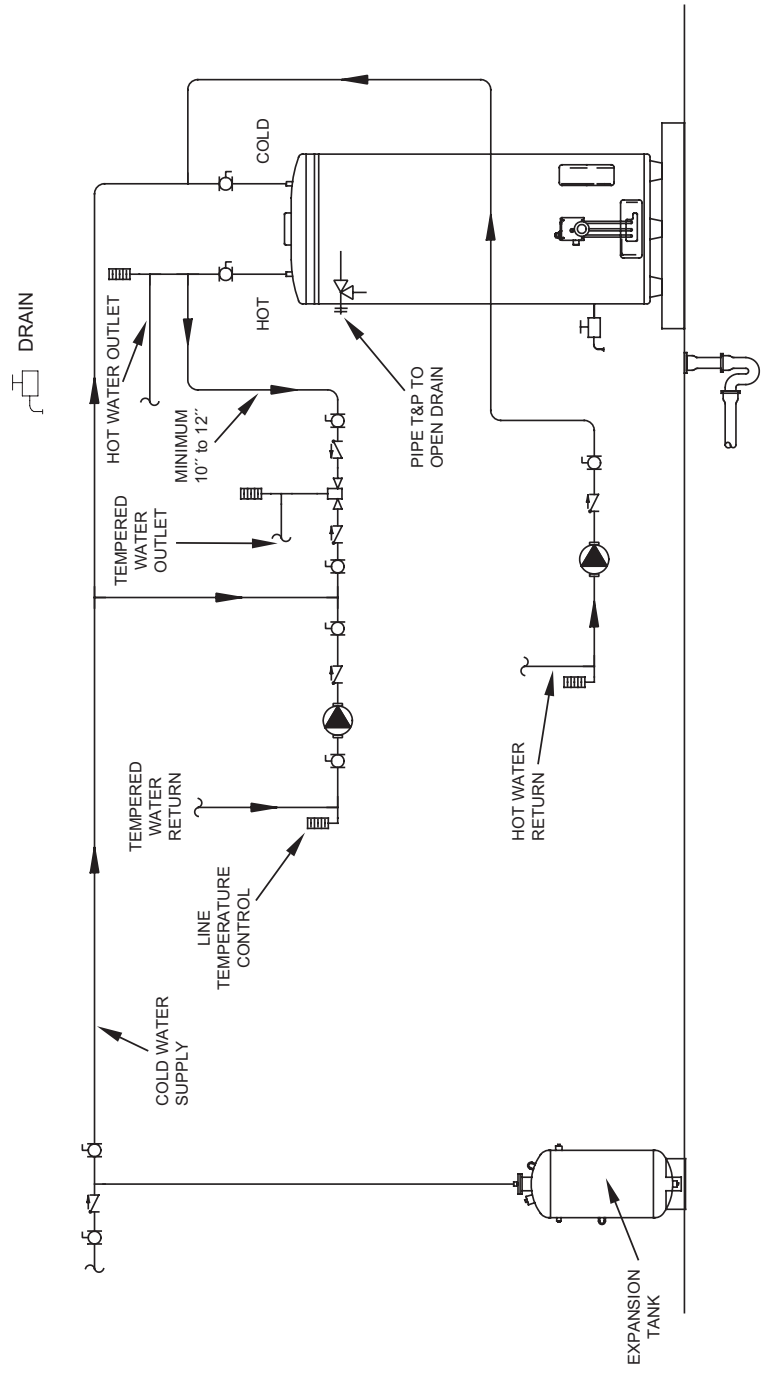 DRAIN
HOT WATER OUTLET
COLD
HOT
MINIMUM
10" to 12"
TEMPERED
WATER
OUTLET
PIPE T&P TO
OPEN DRAIN
TEMPERED
WATER
RETURN
HOT WATER
RETURN
LINE
TEMPERATURE
CONTROL
COLD WATER
SUPPLY
EXPANSION
TANK